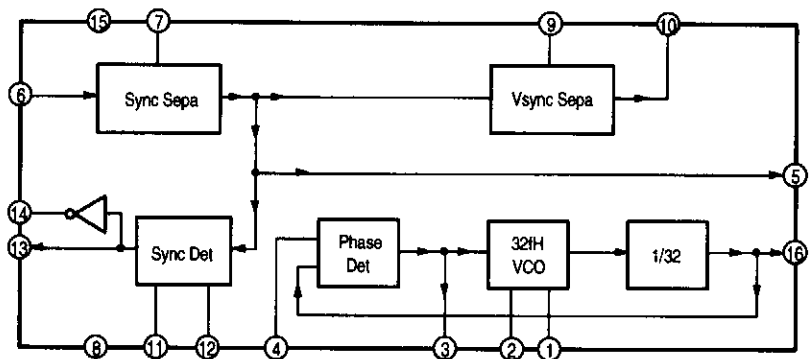 15
7
9
10
6
Sync Sepa
Vsync Sepa
5
14
13
Sync Det
Phase
Det
32fH
VCO
1/32
16
8
11
12
4
3
2
1